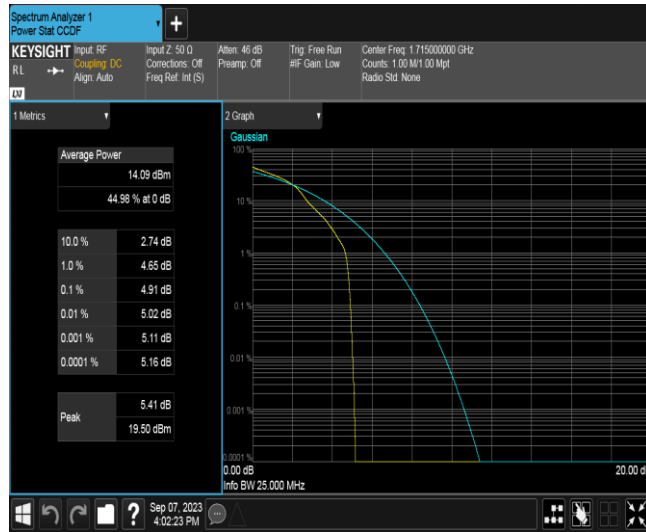 Spectrum Analyzer 1
Power Stat CCDF
+
KEYSIGHT
RL
LXI
Input: RF
Coupling: DC
Align: Auto
Input Z: 50 Ω
Corrections: Off
Freq Ref: Int (S)
Atten: 46 dB
Preamp: Off
Trig: Free Run
#IF Gain: Low
Center Freq: 1.715000000 GHz
Counts: 1.00 M/1.00 Mpt
Radio Std: None
1 Metrics
Average Power
14.09 dBm
44.98 % at 0 dB
10.0 % 2.74 dB
1.0 % 4.65 dB
0.1 % 4.91 dB
0.01 % 5.02 dB
0.001 % 5.11 dB
0.0001 % 5.16 dB
Peak
5.41 dB
19.50 dBm
2 Graph
Gaussian
100 %
10 %
1 %
0.1 %
0.01 %
0.001 %
0.0001 %
0.00 dB
20.00 d
Info BW 25.000 MHz
?
Sep 07, 2023
4:02:23 PM